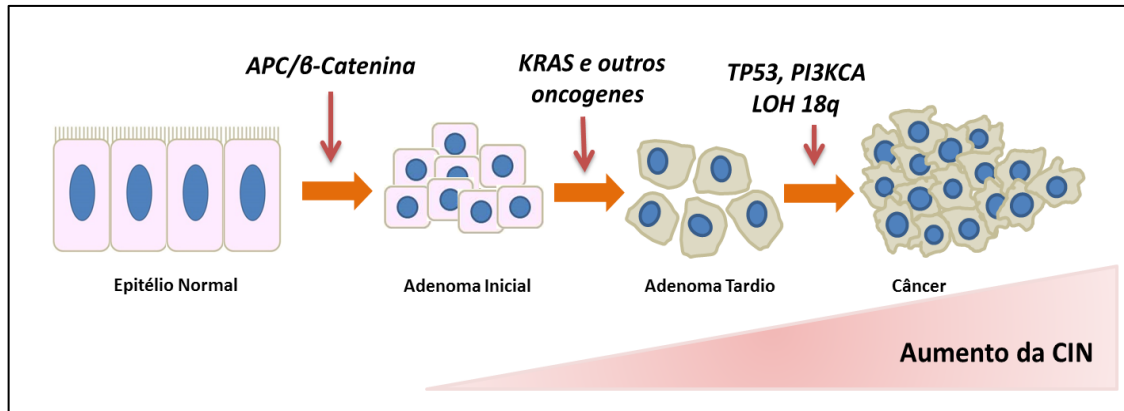 APC/β-Catenina
KRAS e outros
oncogenes
TP53, PI3KCA
LOH 18q
Epitélio Normal
Adenoma Inicial
Adenoma Tardio
Câncer
Aumento da CIN